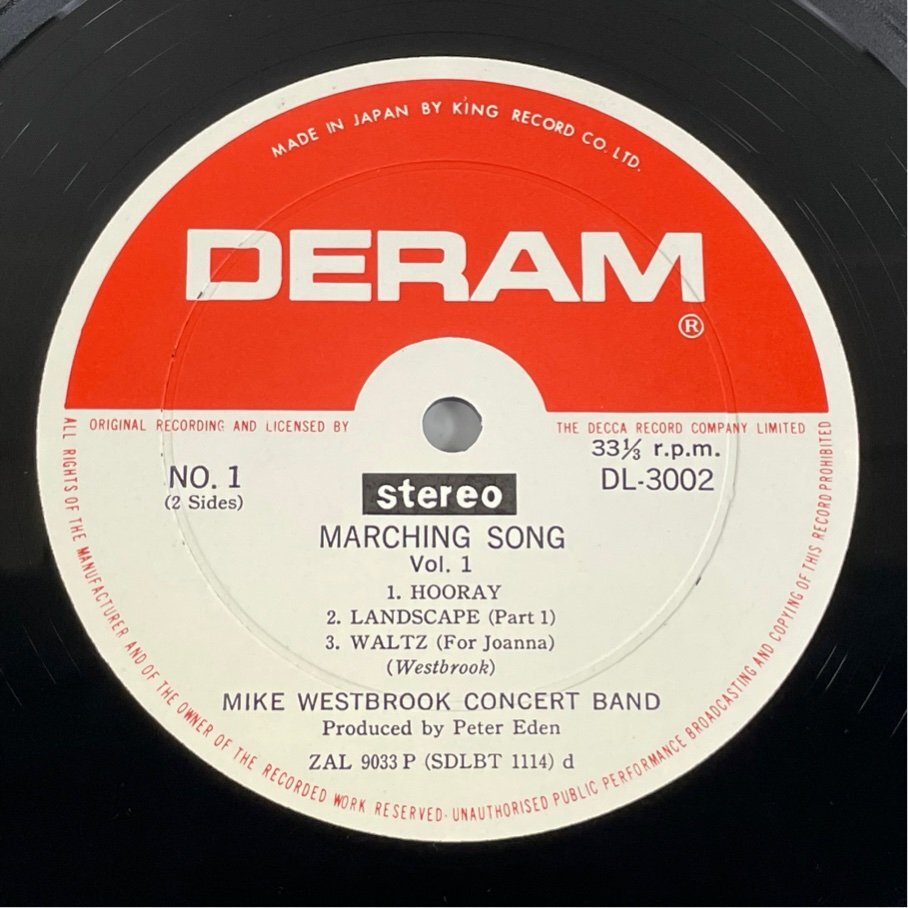 MADE IN JAPAN BY KING RECORD CO. LTD.
DERAM
®
ORIGINAL RECORDING AND LICENSED BY THE DECCA RECORD COMPANY LIMITED
33⅓ r.p.m.
NO. 1
DL-3002
(2 Sides)
stereo
MARCHING SONG
Vol. 1
1. HOORAY
2. LANDSCAPE (Part 1)
3. WALTZ (For Joanna)
(Westbrook)
MIKE WESTBROOK CONCERT BAND
Produced by Peter Eden
ZAL 9033 P (SDLBT 1114) d
ALL RIGHTS OF THE MANUFACTURER AND OF THE OWNER OF THE RECORDED WORK RESERVED· UNAUTHORISED PUBLIC PERFORMANCE BROADCASTING AND COPYING OF THIS RECORD PROHIBITED